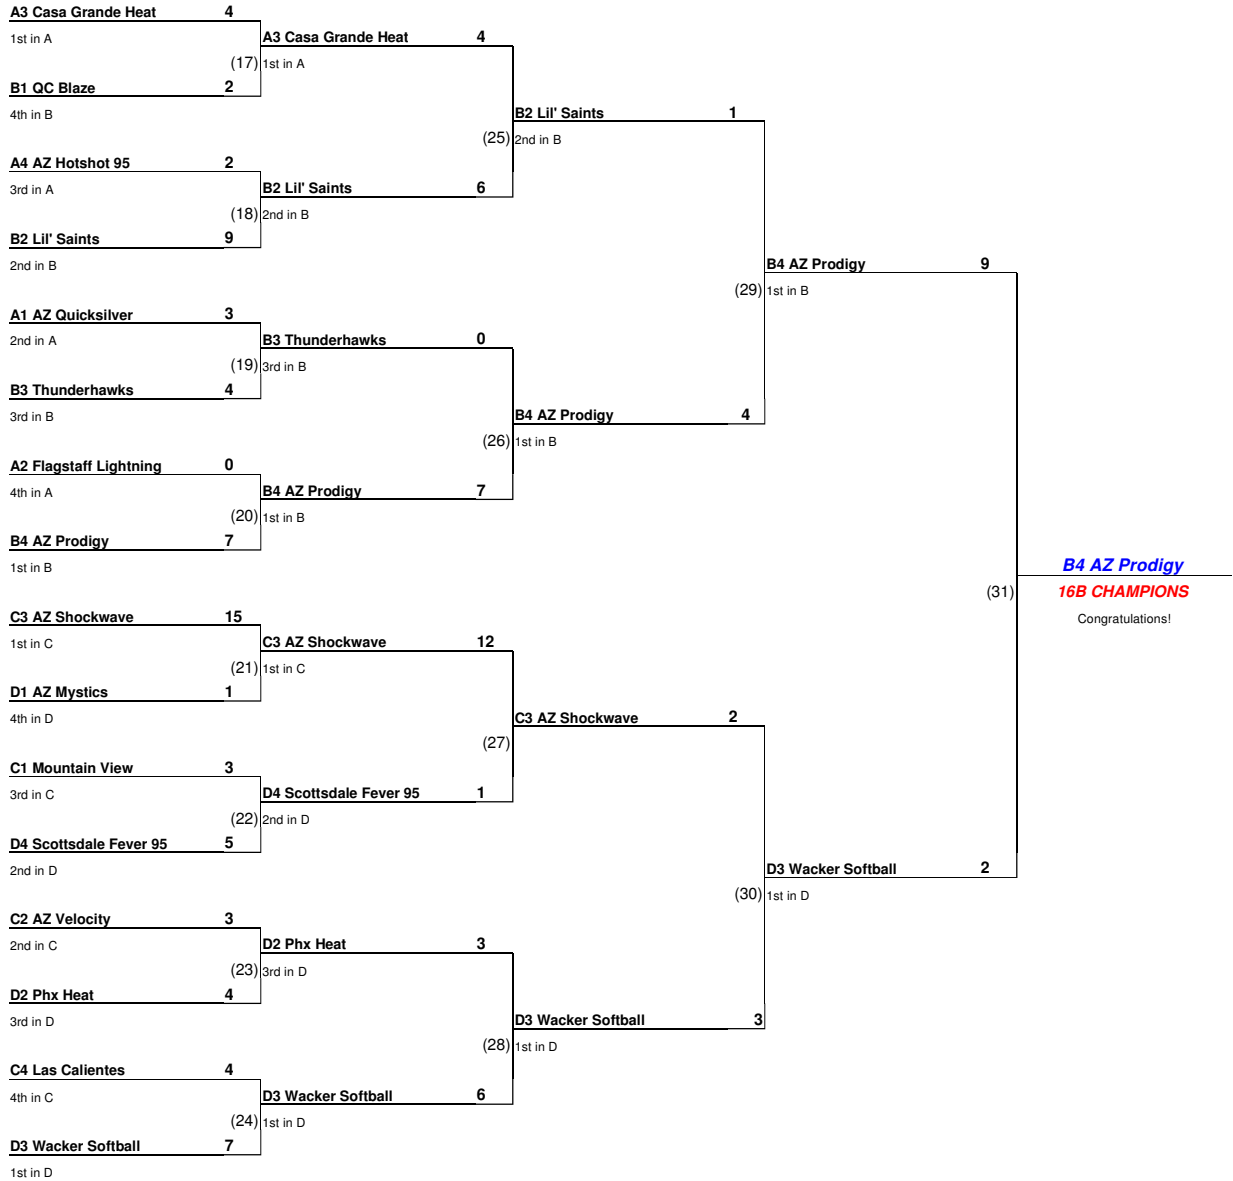 A3 Casa Grande Heat 4
1st in A
A3 Casa Grande Heat 4
(17) 1st in A
B1 QC Blaze 2
4th in B
B2 Lil' Saints 1
(25) 2nd in B
A4 AZ Hotshot 95 2
3rd in A
B2 Lil' Saints 6
(18) 2nd in B
B2 Lil' Saints 9
2nd in B
B4 AZ Prodigy 9
(29) 1st in B
A1 AZ Quicksilver 3
2nd in A
B3 Thunderhawks 0
(19) 3rd in B
B3 Thunderhawks 4
3rd in B
B4 AZ Prodigy 4
(26) 1st in B
A2 Flagstaff Lightning 0
4th in A
B4 AZ Prodigy 7
(20) 1st in B
B4 AZ Prodigy 7
1st in B
B4 AZ Prodigy
(31) 16B CHAMPIONS
Congratulations!
C3 AZ Shockwave 15
1st in C
C3 AZ Shockwave 12
(21) 1st in C
D1 AZ Mystics 1
4th in D
C3 AZ Shockwave 2
(27)
C1 Mountain View 3
3rd in C
D4 Scottsdale Fever 95 1
(22) 2nd in D
D4 Scottsdale Fever 95 5
2nd in D
D3 Wacker Softball 2
(30) 1st in D
C2 AZ Velocity 3
2nd in C
D2 Phx Heat 3
(23) 3rd in D
D2 Phx Heat 4
3rd in D
D3 Wacker Softball 3
(28) 1st in D
C4 Las Calientes 4
4th in C
D3 Wacker Softball 6
(24) 1st in D
D3 Wacker Softball 7
1st in D